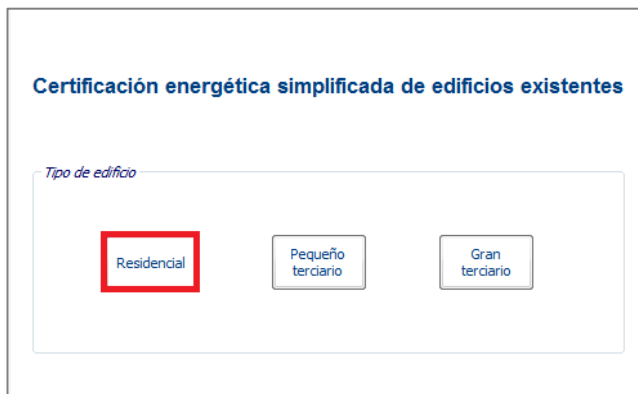 Certificación energética simplificada de edificios existentes
Tipo de edificio
Residencial
Pequeño
terciario
Gran
terciario